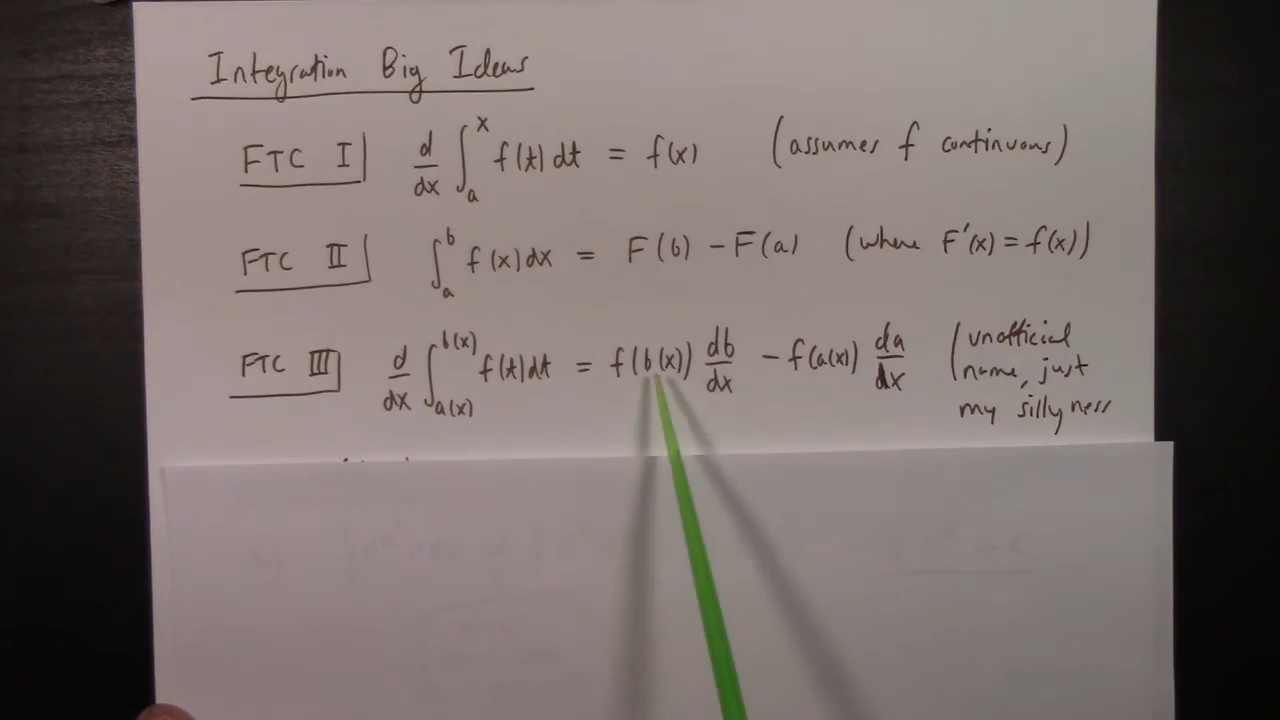 Integration Big Ideas
FTC I d/dx ∫_a^x f(t)dt = f(x) (assumes f continuous)
FTC II ∫_a^b f(x)dx = F(b) - F(a) (where F'(x) = f(x))
FTC III d/dx ∫_{a(x)}^{b(x)} f(t)dt = f(b(x)) db/dx - f(a(x)) da/dx (unofficial
name, just
my sillyness